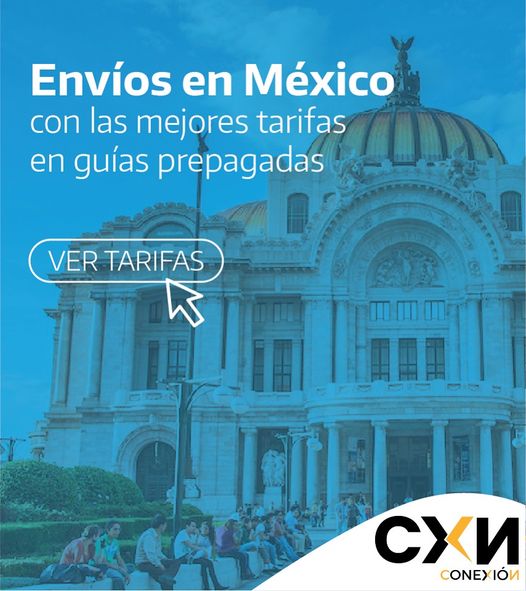 Envíos en México
con las mejores tarifas
en guías prepagadas
VER TARIFAS
CXN
CONEXIÓN